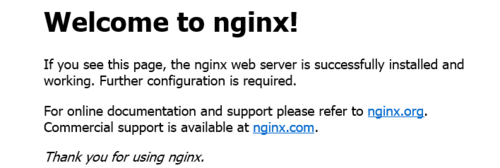 Welcome to nginx!
If you see this page, the nginx web server is successfully installed and
working. Further configuration is required.
For online documentation and support please refer to nginx.org.
Commercial support is available at nginx.com.
Thank you for using nginx.